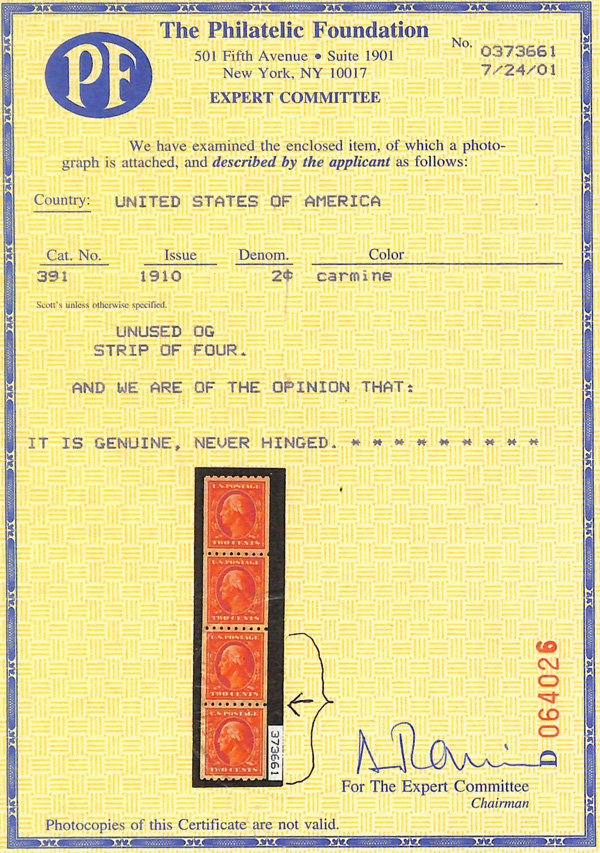 PF
The Philatelic Foundation
501 Fifth Avenue • Suite 1901
New York, NY 10017
EXPERT COMMITTEE
No. 0373661
7/24/01
We have examined the enclosed item, of which a photo-
graph is attached, and described by the applicant as follows:
Country: UNITED STATES OF AMERICA
Cat. No. Issue Denom. Color
391 1910 2¢ carmine
Scott's unless otherwise specified.
UNUSED OG
STRIP OF FOUR.
AND WE ARE OF THE OPINION THAT:
IT IS GENUINE, NEVER HINGED. * * * * * * * * *
U.S. POSTAGE
TWO CENTS
U.S. POSTAGE
TWO CENTS
U.S. POSTAGE
TWO CENTS
U.S. POSTAGE
TWO CENTS
373661
D 064026
For The Expert Committee
Chairman
Photocopies of this Certificate are not valid.